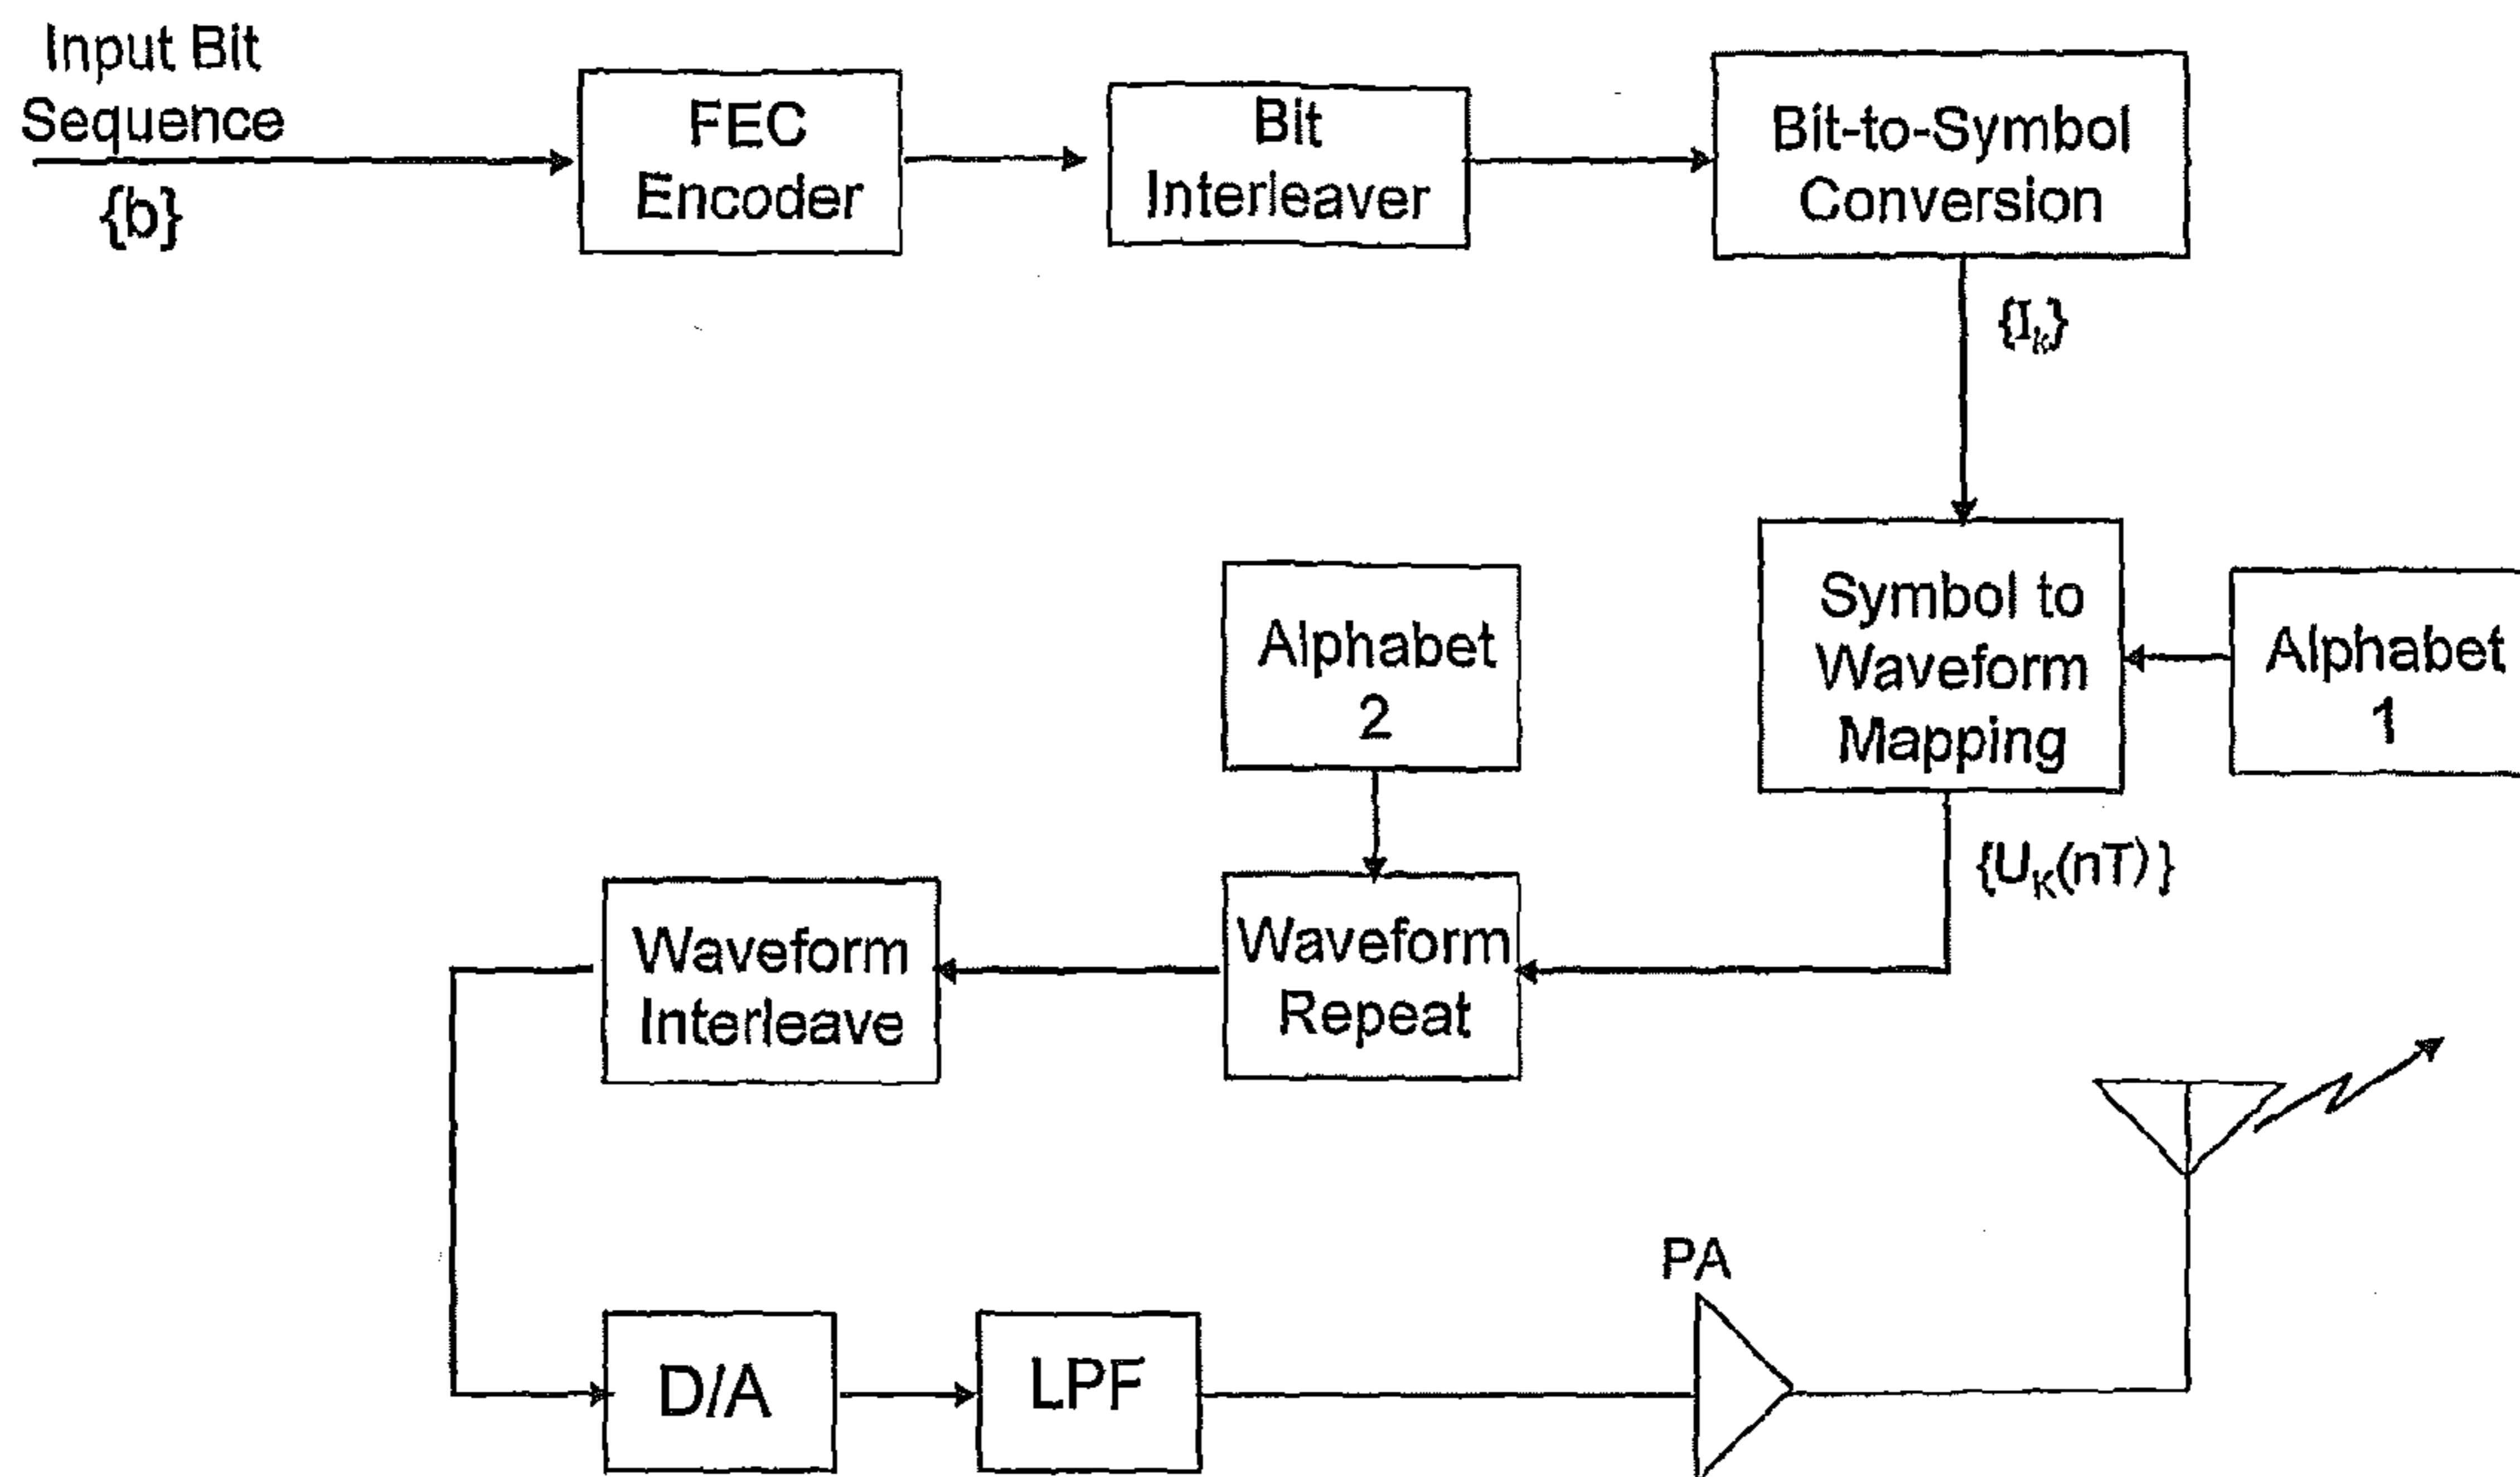 Input Bit
Sequence
{b}
FEC
Encoder
Bit
Interleaver
Bit-to-Symbol
Conversion
{I_k}
Symbol to
Waveform
Mapping
Alphabet
1
Alphabet
2
{U_K(nT)}
Waveform
Repeat
Waveform
Interleave
D/A
LPF
PA